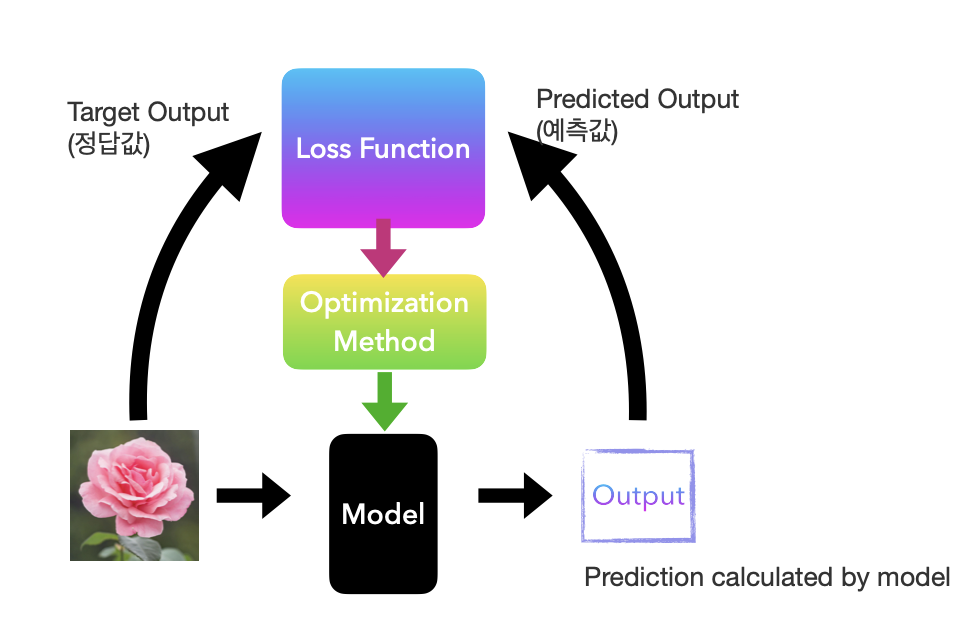 Target Output
(정답값)
Loss Function
Predicted Output
(예측값)
Optimization
Method
Model
Output
Prediction calculated by model